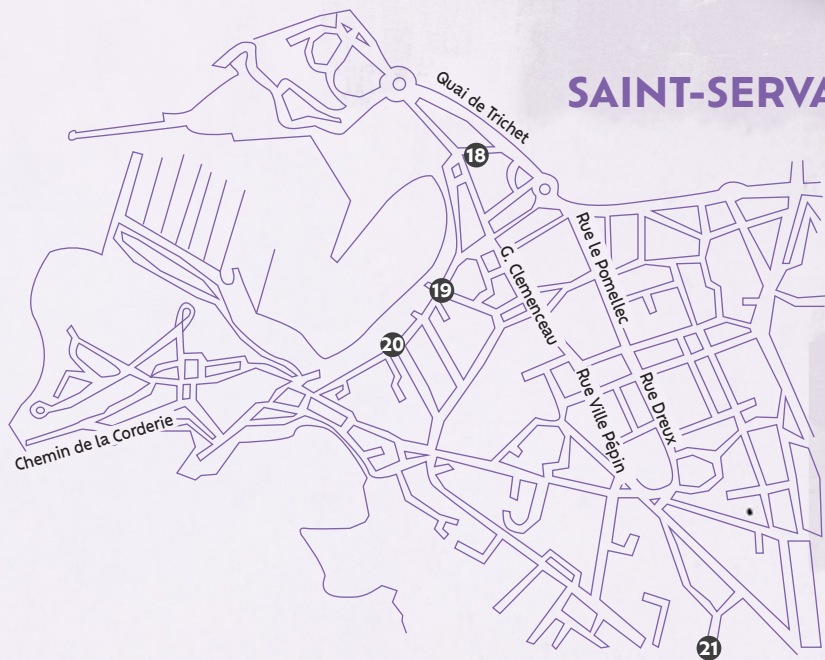 SAINT-SERVA
Quai de Trichet
18
Rue le Pomellec
G. Clemenceau
19
20
Rue Ville Pépin
Rue Dreux
Chemin de la Corderie
21